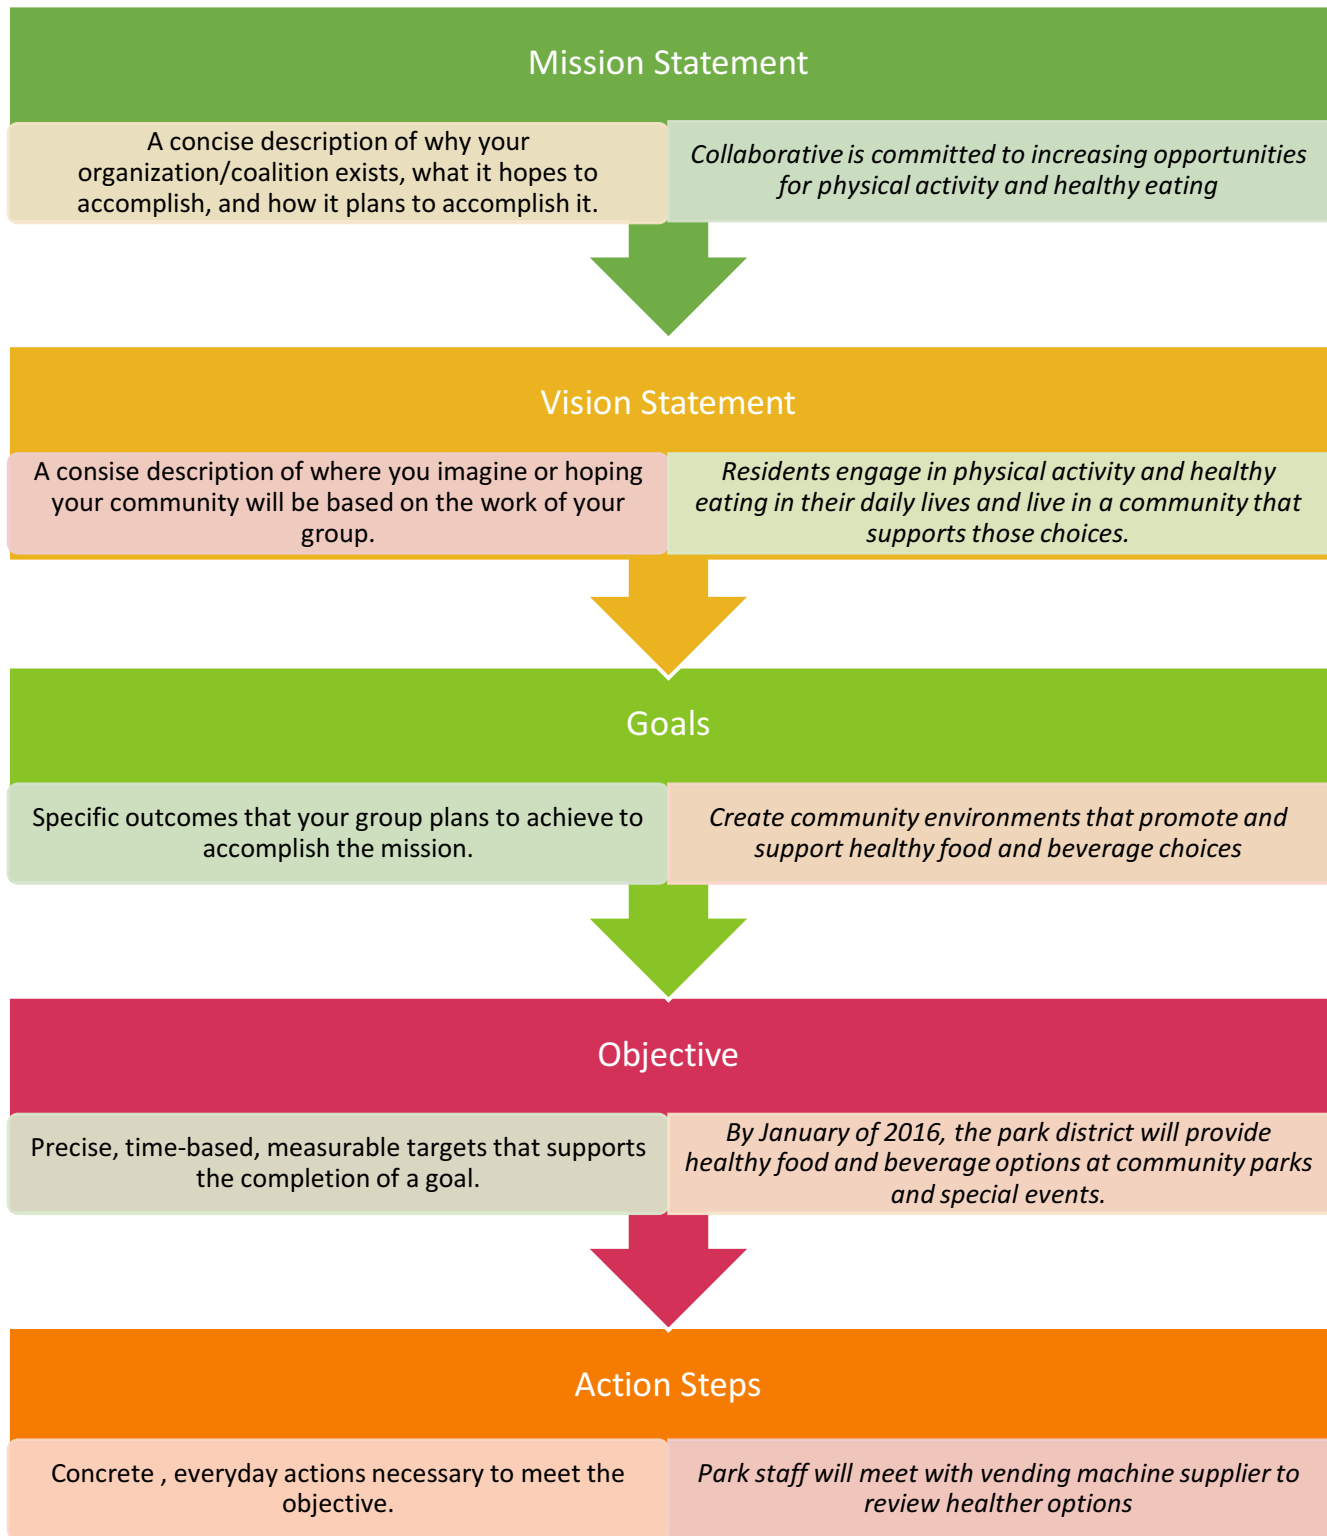 Mission Statement
A concise description of why your
organization/coalition exists, what it hopes to
accomplish, and how it plans to accomplish it.
Collaborative is committed to increasing opportunities
for physical activity and healthy eating
Vision Statement
A consise description of where you imagine or hoping
your community will be based on the work of your
group.
Residents engage in physical activity and healthy
eating in their daily lives and live in a community that
supports those choices.
Goals
Specific outcomes that your group plans to achieve to
accomplish the mission.
Create community environments that promote and
support healthy food and beverage choices
Objective
Precise, time-based, measurable targets that supports
the completion of a goal.
By January of 2016, the park district will provide
healthy food and beverage options at community parks
and special events.
Action Steps
Concrete , everyday actions necessary to meet the
objective.
Park staff will meet with vending machine supplier to
review healther options